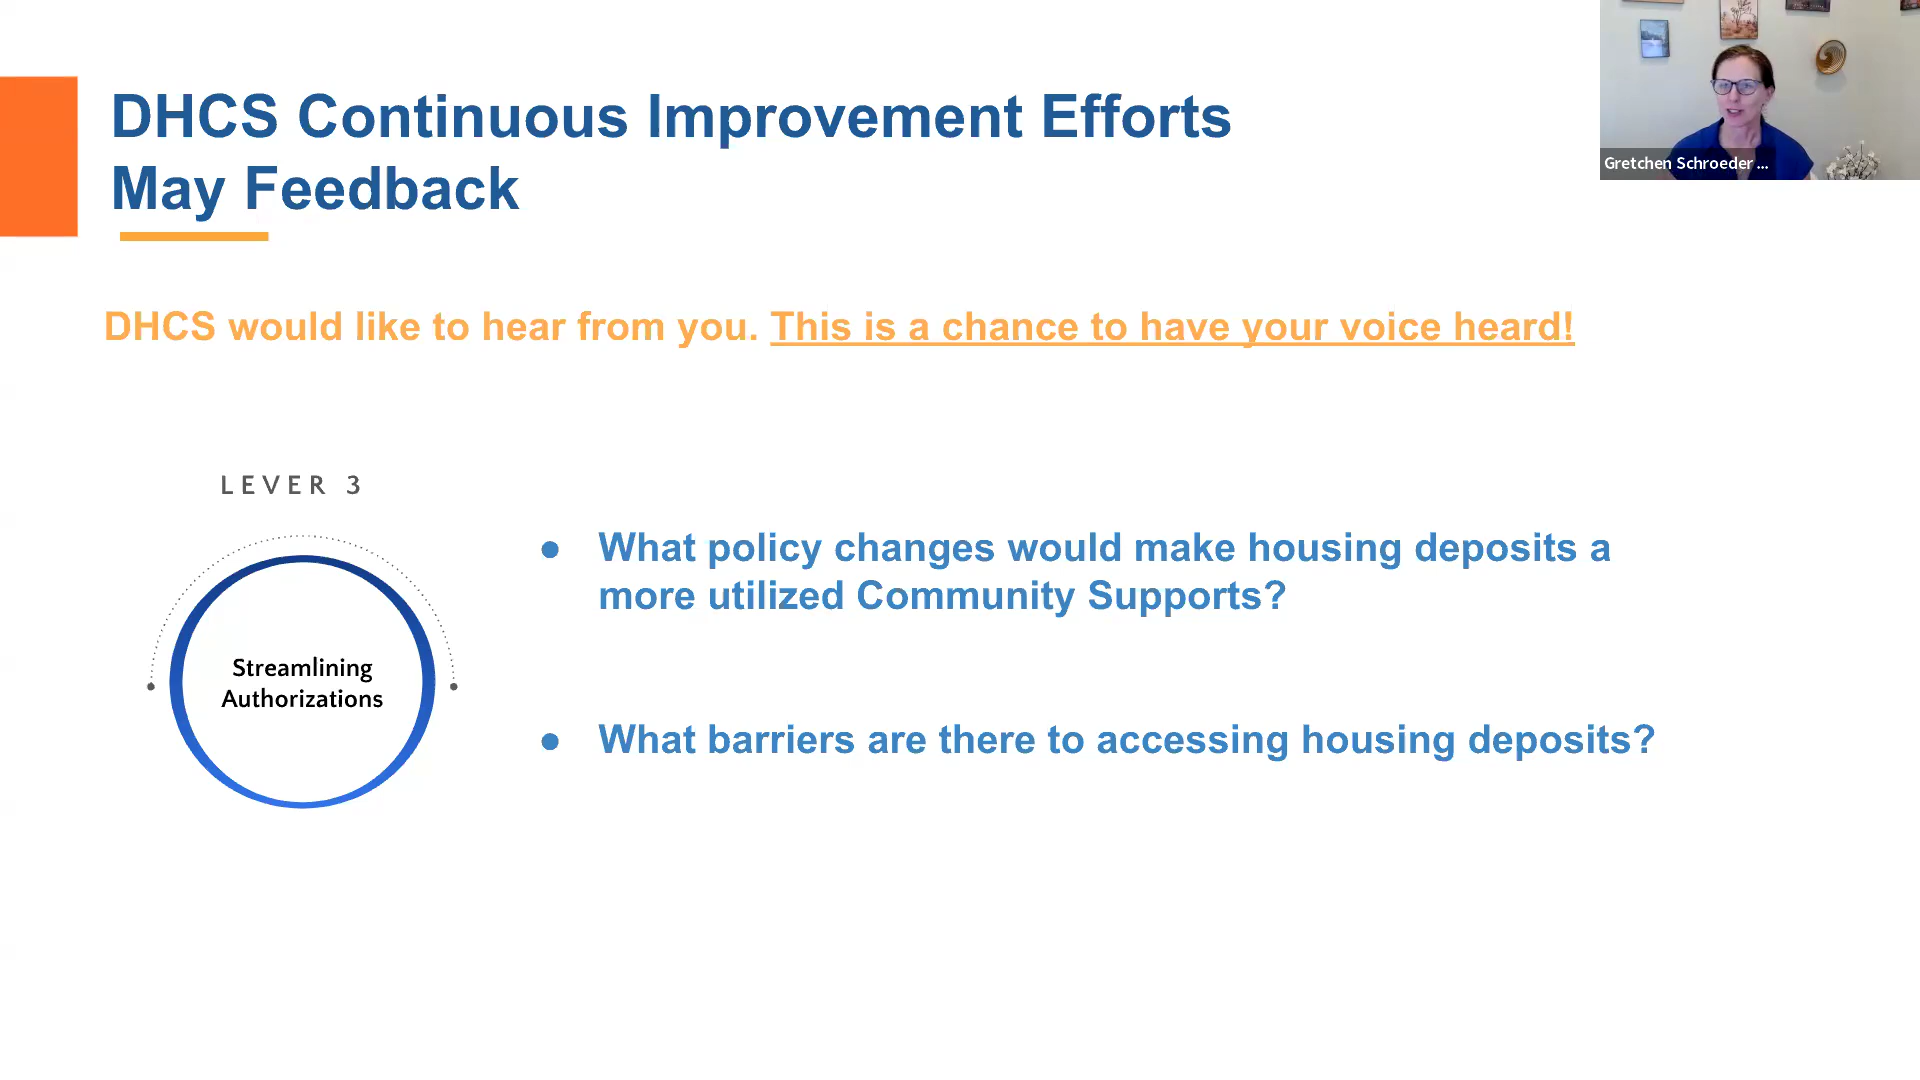 DHCS Continuous Improvement Efforts
May Feedback
Gretchen Schroeder ...
DHCS would like to hear from you. This is a chance to have your voice heard!
LEVER 3
Streamlining
Authorizations
● What policy changes would make housing deposits a
more utilized Community Supports?
● What barriers are there to accessing housing deposits?